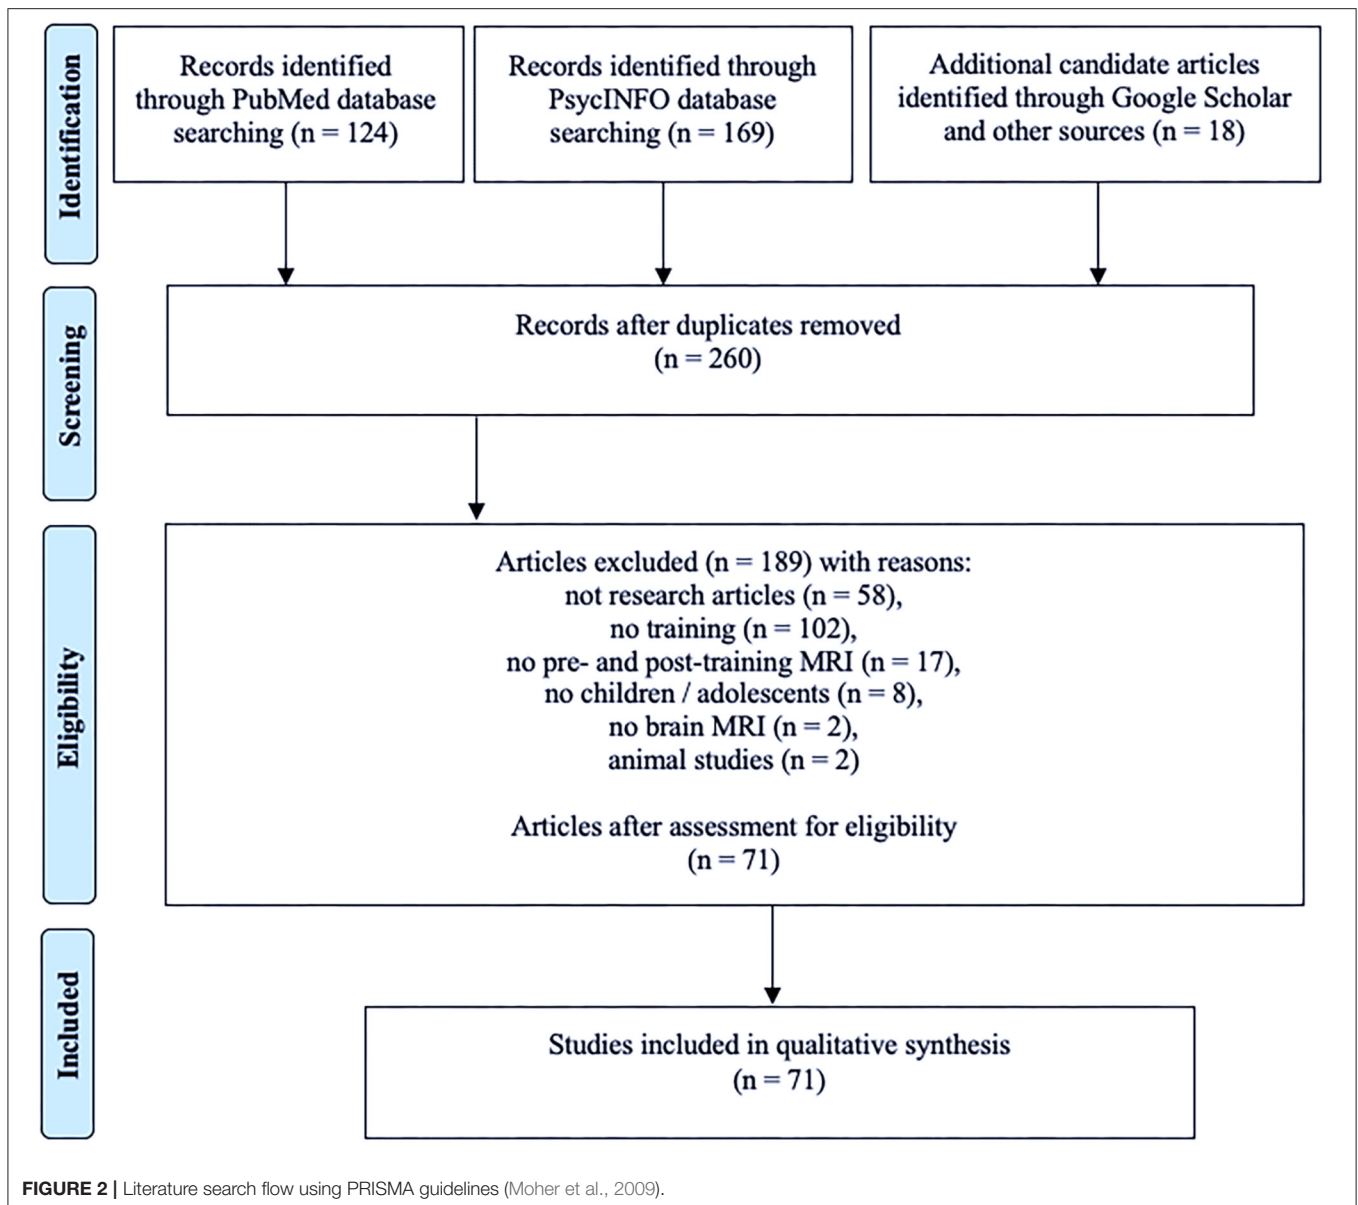 Identification
Records identified
through PubMed database
searching (n = 124)
Records identified through
PsycINFO database
searching (n = 169)
Additional candidate articles
identified through Google Scholar
and other sources (n = 18)
Screening
Records after duplicates removed
(n = 260)
Eligibility
Articles excluded (n = 189) with reasons:
not research articles (n = 58),
no training (n = 102),
no pre- and post-training MRI (n = 17),
no children / adolescents (n = 8),
no brain MRI (n = 2),
animal studies (n = 2)
Articles after assessment for eligibility
(n = 71)
Included
Studies included in qualitative synthesis
(n = 71)
FIGURE 2 | Literature search flow using PRISMA guidelines (Moher et al., 2009).